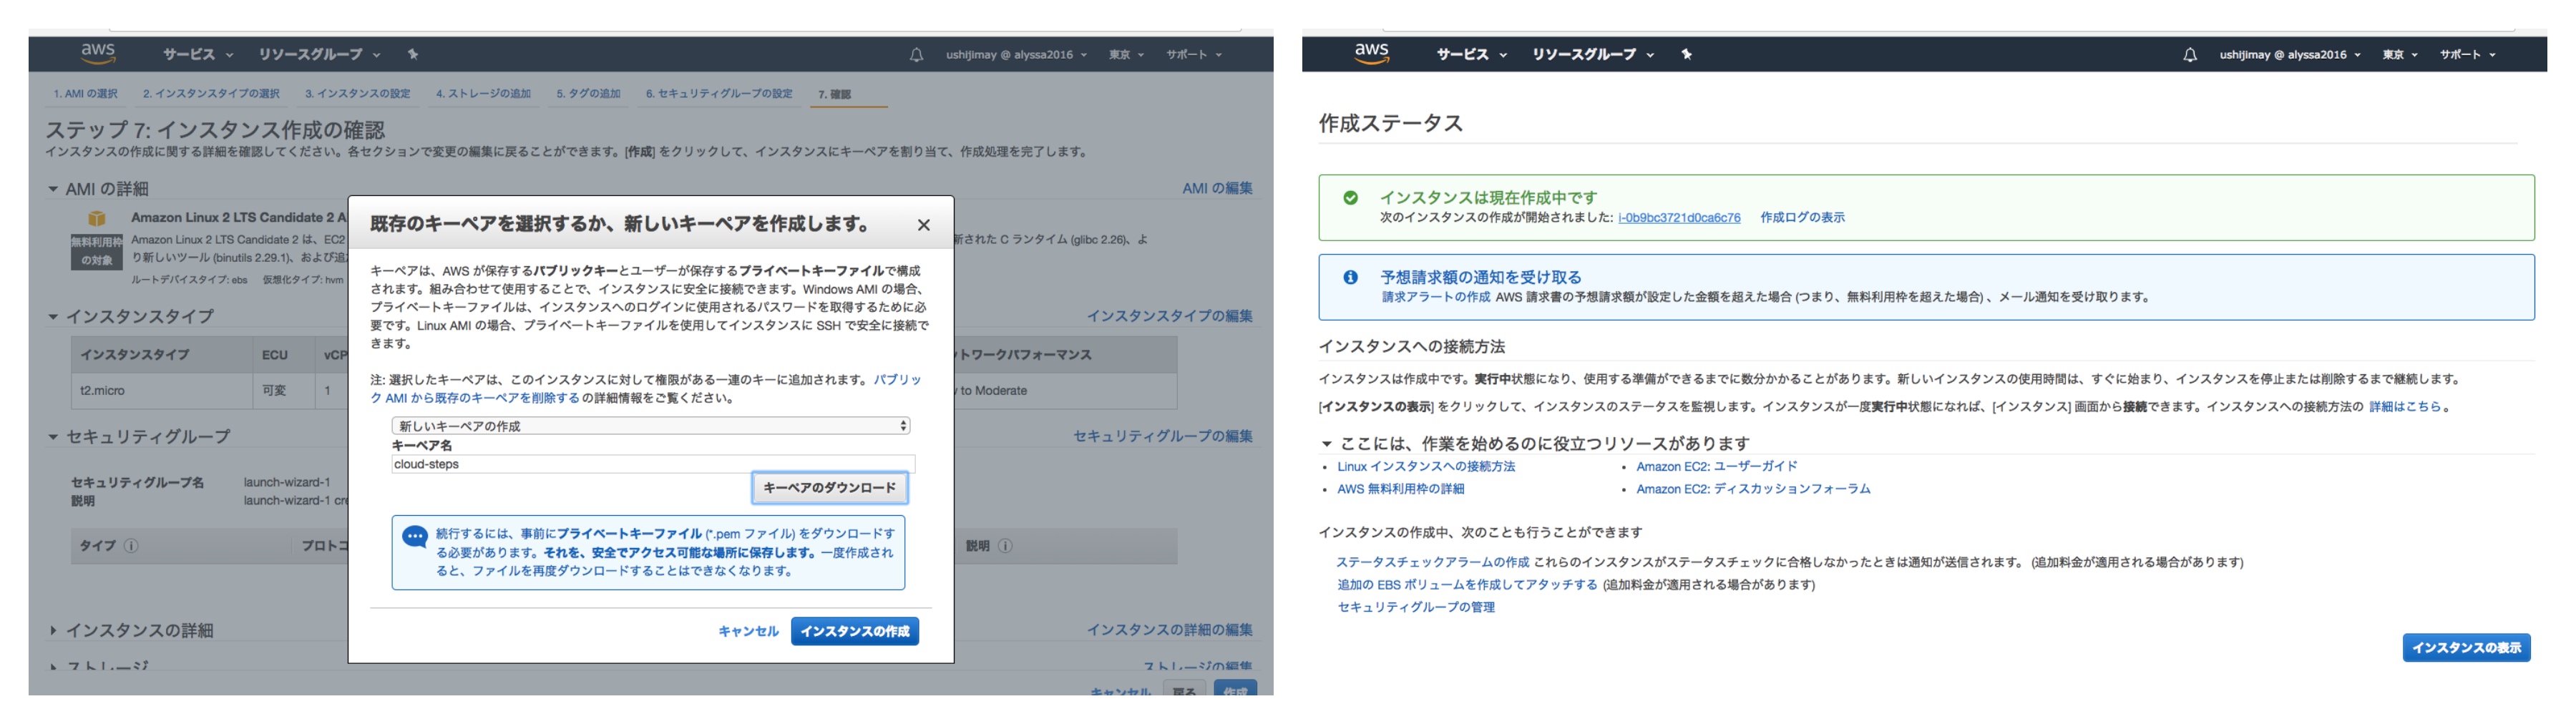 aws サービス リソースグループ ushijimay @ alyssa2016 東京 サポート
1. AMI の選択 2. インスタンスタイプの選択 3. インスタンスの設定 4. ストレージの追加 5. タグの追加 6. セキュリティグループの設定 7. 確認
ステップ 7: インスタンス作成の確認
インスタンスの作成に関する詳細を確認してください。各セクションで変更の編集に戻ることができます。[作成] をクリックして、インスタンスにキーペアを割り当て、作成処理を完了します。
AMI の詳細 AMI の編集
Amazon Linux 2 LTS Candidate 2 A
無料利用枠の対象
Amazon Linux 2 LTS Candidate 2 は、EC2 新された C ランタイム (glibc 2.26)、よ
り新しいツール (binutils 2.29.1)、および追
ルートデバイスタイプ: ebs 仮想化タイプ: hvm
インスタンスタイプ インスタンスタイプの編集
インスタンスタイプ ECU vCP トワークパフォーマンス
t2.micro 可変 1 to Moderate
セキュリティグループ セキュリティグループの編集
セキュリティグループ名 launch-wizard-1
説明 launch-wizard-1 cre
タイプ プロトコ 説明
インスタンスの詳細 インスタンスの詳細の編集
ストレージ ストレージの編集
キャンセル 戻る 作成
既存のキーペアを選択するか、新しいキーペアを作成します。
キーペアは、AWS が保存するパブリックキーとユーザーが保存するプライベートキーファイルで構成
されます。組み合わせて使用することで、インスタンスに安全に接続できます。Windows AMI の場合、
プライベートキーファイルは、インスタンスへのログインに使用されるパスワードを取得するために必
要です。Linux AMI の場合、プライベートキーファイルを使用してインスタンスに SSH で安全に接続で
きます。
注: 選択したキーペアは、このインスタンスに対して権限がある一連のキーに追加されます。パブリッ
ク AMI から既存のキーペアを削除する の詳細情報をご覧ください。
新しいキーペアの作成
キーペア名
cloud-steps
キーペアのダウンロード
続行するには、事前にプライベートキーファイル (*.pem ファイル) をダウンロードす
る必要があります。それを、安全でアクセス可能な場所に保存します。一度作成され
ると、ファイルを再度ダウンロードすることはできなくなります。
キャンセル インスタンスの作成
aws サービス リソースグループ ushijimay @ alyssa2016 東京 サポート
作成ステータス
インスタンスは現在作成中です
次のインスタンスの作成が開始されました: i-0b9bc3721d0ca6c76 作成ログの表示
予想請求額の通知を受け取る
請求アラートの作成 AWS 請求書の予想請求額が設定した金額を超えた場合 (つまり、無料利用枠を超えた場合) 、メール通知を受け取ります。
インスタンスへの接続方法
インスタンスは作成中です。実行中状態になり、使用する準備ができるまでに数分かかることがあります。新しいインスタンスの使用時間は、すぐに始まり、インスタンスを停止または削除するまで継続します。
[インスタンスの表示] をクリックして、インスタンスのステータスを監視します。インスタンスが一度実行中状態になれば、[インスタンス] 画面から接続できます。インスタンスへの接続方法の 詳細はこちら 。
ここには、作業を始めるのに役立つリソースがあります
• Linux インスタンスへの接続方法 • Amazon EC2: ユーザーガイド
• AWS 無料利用枠の詳細 • Amazon EC2: ディスカッションフォーラム
インスタンスの作成中、次のことも行うことができます
ステータスチェックアラームの作成 これらのインスタンスがステータスチェックに合格しなかったときは通知が送信されます。 (追加料金が適用される場合があります)
追加の EBS ボリュームを作成してアタッチする (追加料金が適用される場合があります)
セキュリティグループの管理
インスタンスの表示